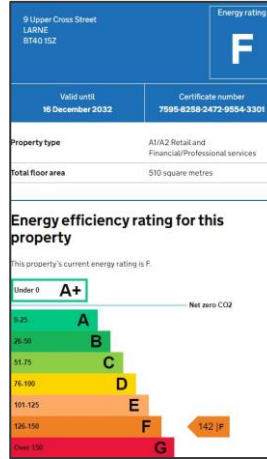 9 Upper Cross Street
LARNE
BT40 1SZ
Energy rating
F
Valid until
16 December 2032
Certificate number
7595-8258-2472-9554-3301
Property type
A1/A2 Retail and
Financial/Professional services
Total floor area
510 square metres
Energy efficiency rating for this
property
This property's current energy rating is F.
Under 0 A+
Net zero CO2
0-25 A
26-50 B
51-75 C
76-100 D
101-125 E
126-150 F 142 | F
Over 150 G